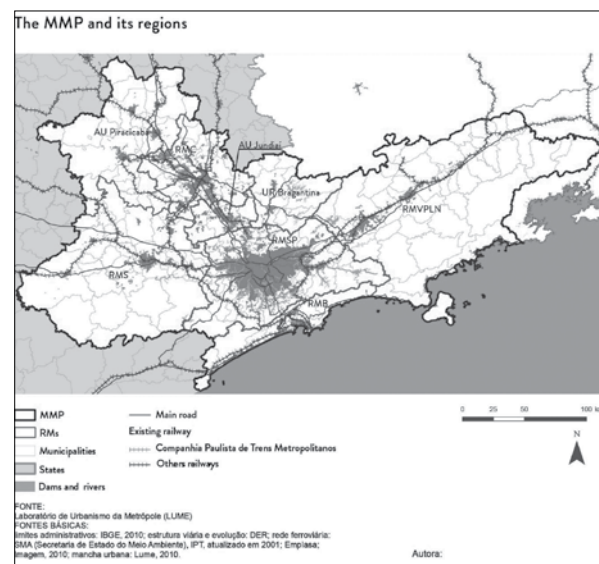 The MMP and its regions
AU Piracicaba
RMC
AU Jundiaí
UR Bragantina
RMVPLN
RMSP
RMS
RMB
MMP
RMs
Municipalities
States
Dams and rivers
Main road
Existing railway
Companhia Paulista de Trens Metropolitanos
Others railways
0 25 50 100 k
N
FONTE:
Laboratório de Urbanismo da Metrópole (LUME)
FONTES BÁSICAS:
limites administrativos: IBGE, 2010; estrutura viária e evolução: DER; rede ferroviária:
SMA (Secretaria de Estado do Meio Ambiente), IPT, atualizado em 2001; Emplasa;
Imagem, 2010; mancha urbana: Lume, 2010.
Autora: